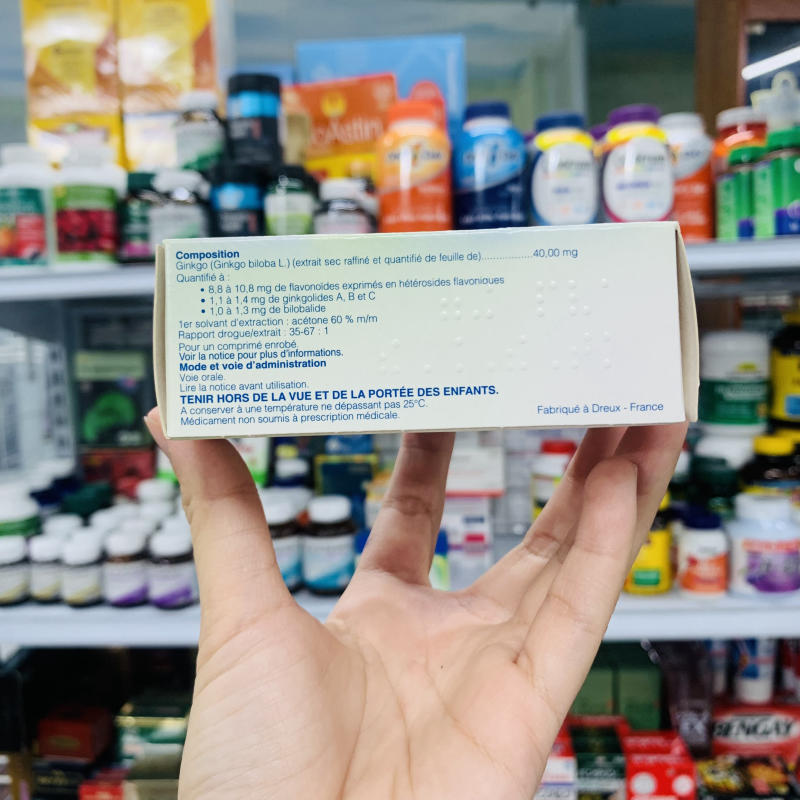 Composition
Ginkgo (Ginkgo biloba L.) (extrait sec raffiné et quantifié de feuille de)..................40,00 mg
Quantifié à :
• 8,8 à 10,8 mg de flavonoïdes exprimés en hétérosides flavoniques
• 1,1 à 1,4 mg de ginkgolides A, B et C
• 1,0 à 1,3 mg de bilobalide
1er solvant d'extraction : acétone 60 % m/m
Rapport drogue/extrait : 35-67 : 1
Pour un comprimé enrobé.
Voir la notice pour plus d'informations.
Mode et voie d'administration
Voie orale.
Lire la notice avant utilisation.
TENIR HORS DE LA VUE ET DE LA PORTÉE DES ENFANTS.
A conserver à une température ne dépassant pas 25°C.
Médicament non soumis à prescription médicale.
Fabriqué à Dreux - France
BENGAY